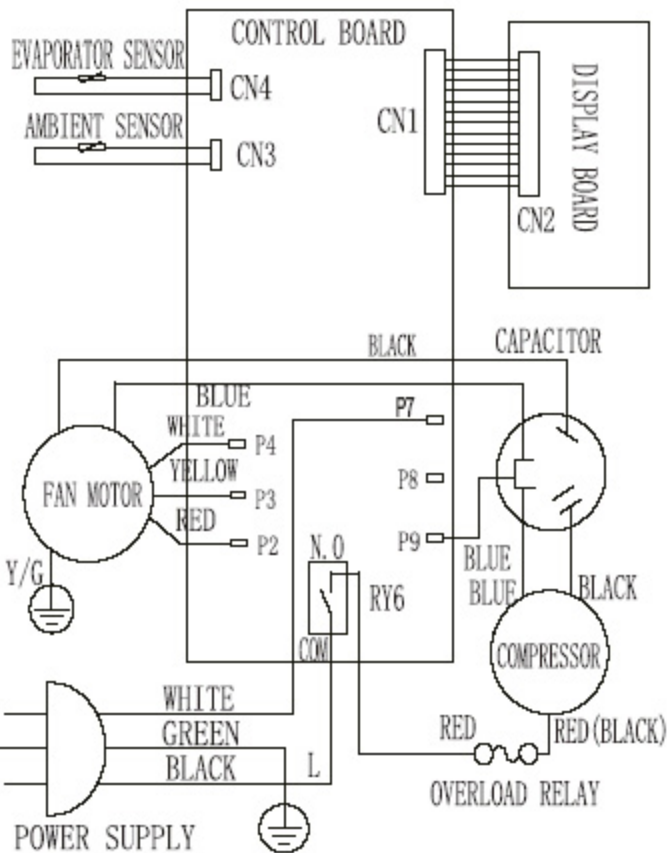 CONTROL BOARD
EVAPORATOR SENSOR
CN4
AMBIENT SENSOR
CN3
CN1
DISPLAY BOARD
CN2
BLACK
CAPACITOR
BLUE
P7
WHITE
P4
YELLOW
P8
FAN MOTOR
P3
RED
P9
P2
N.O
BLUE
Y/G
BLUE
BLACK
RY6
COM
COMPRESSOR
WHITE
RED
RED(BLACK)
GREEN
BLACK
L
OVERLOAD RELAY
POWER SUPPLY